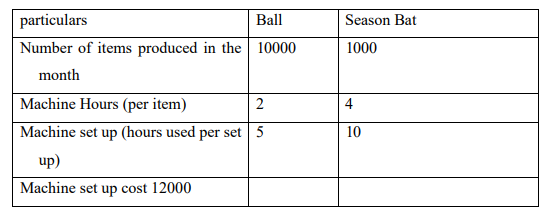 particulars Ball Season Bat
Number of items produced in the 10000 1000
month
Machine Hours (per item) 2 4
Machine set up (hours used per set 5 10
up)
Machine set up cost 12000